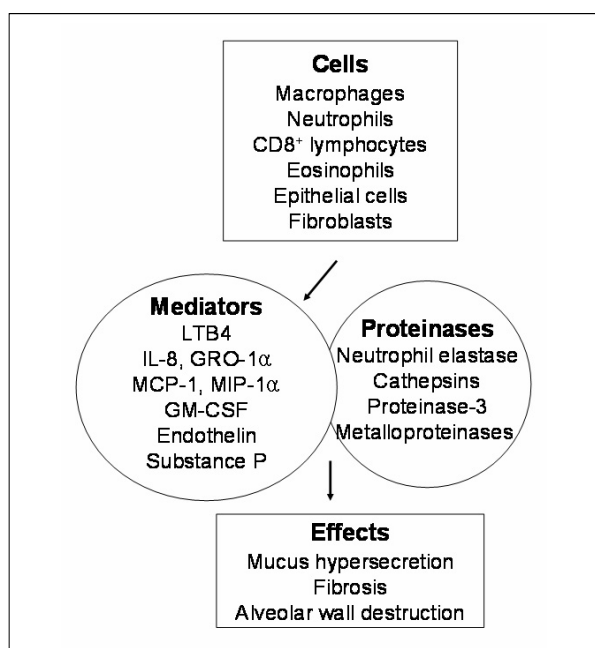 Cells
Macrophages
Neutrophils
CD8⁺ lymphocytes
Eosinophils
Epithelial cells
Fibroblasts
Mediators
LTB4
IL-8, GRO-1α
MCP-1, MIP-1α
GM-CSF
Endothelin
Substance P
Proteinases
Neutrophil elastase
Cathepsins
Proteinase-3
Metalloproteinases
Effects
Mucus hypersecretion
Fibrosis
Alveolar wall destruction